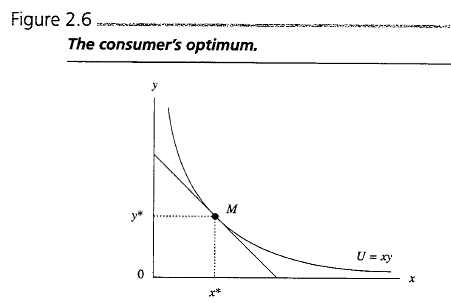 Figure 2.6
The consumer's optimum.
y
y*
M
U = xy
0
x
x*